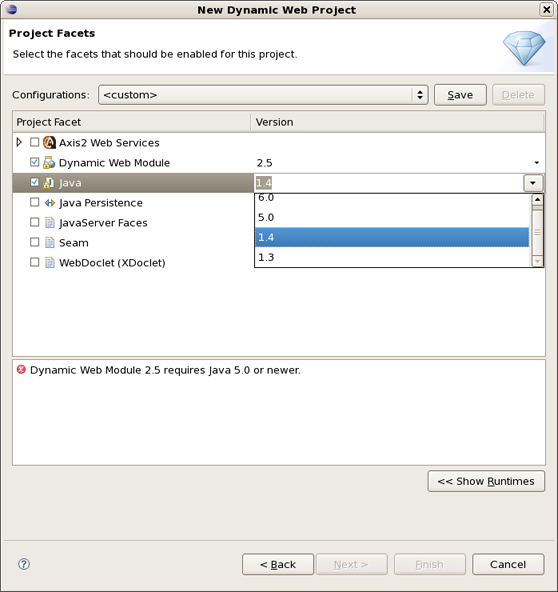 New Dynamic Web Project
Project Facets
Select the facets that should be enabled for this project.
Configurations: <custom> Save Delete
Project Facet Version
Axis2 Web Services
Dynamic Web Module 2.5
Java 1.4
Java Persistence 6.0
JavaServer Faces 5.0
Seam 1.4
WebDoclet (XDoclet) 1.3
Dynamic Web Module 2.5 requires Java 5.0 or newer.
<< Show Runtimes
? < Back Next > Finish Cancel